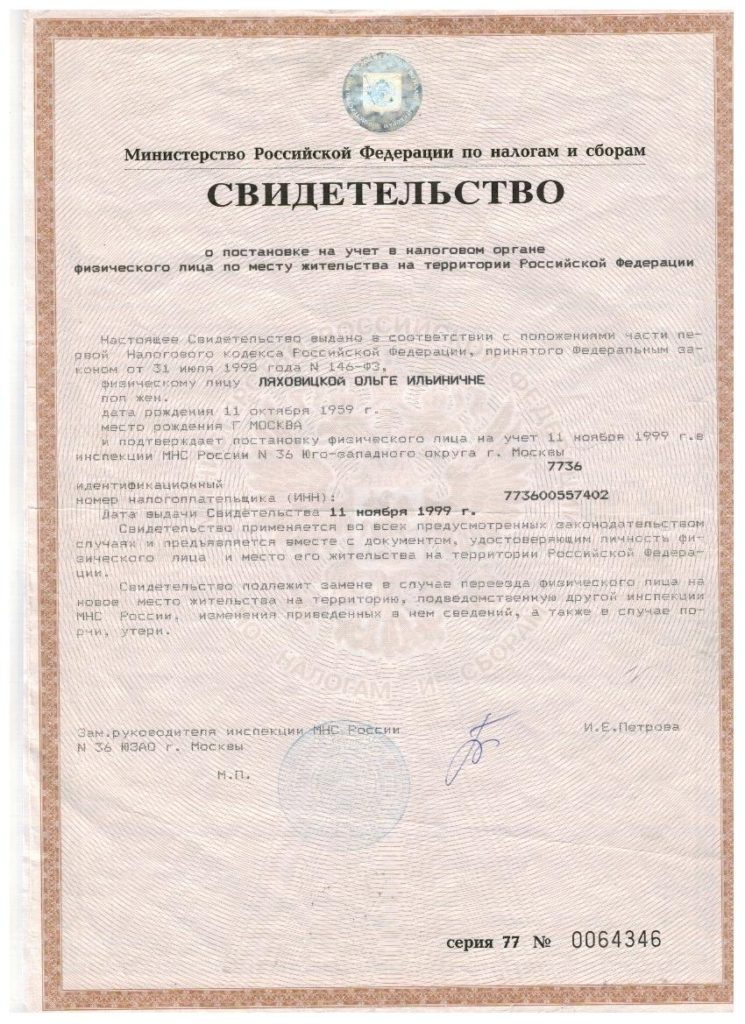 Министерство Российской Федерации по налогам и сборам
СВИДЕТЕЛЬСТВО
о постановке на учет в налоговом органе
физического лица по месту жительства на территории Российской Федерации
Настоящее Свидетельство выдано в соответствии с положениями части пе-
рвой Налогового кодекса Российской Федерации, принятого Федеральным за-
коном от 31 июля 1998 года N 146-ФЗ,
физическому лицу ЛЯХОВИЦКОЙ ОЛЬГЕ ИЛЬИНИЧНЕ
пол жен.
дата рождения 11 октября 1959 г.
место рождения Г МОСКВА
и подтверждает постановку физического лица на учет 11 ноября 1999 г.в
инспекции МНС России N 36 Юго-западного округа г. Москвы
7736
идентификационный
номер налогоплательщика (ИНН): 773600557402
Дата выдачи Свидетельства 11 ноября 1999 г.
Свидетельство применяется во всех предусмотренных законодательством
случаях и предъявляется вместе с документом, удостоверяющим личность фи-
зического лица и место его жительства на территории Российской Федера-
ции.
Свидетельство подлежит замене в случае переезда физического лица на
новое место жительства на территорию, подведомственную другой инспекции
МНС России, изменения приведенных в нем сведений, а также в случае по-
рчи, утери.
НАЛОГАМ И СБОРАМ
Зам.руководителя инспекции МНС России И.Е.Петрова
N 36 ЮЗАО г. Москвы
М.П.
серия 77 № 0064346